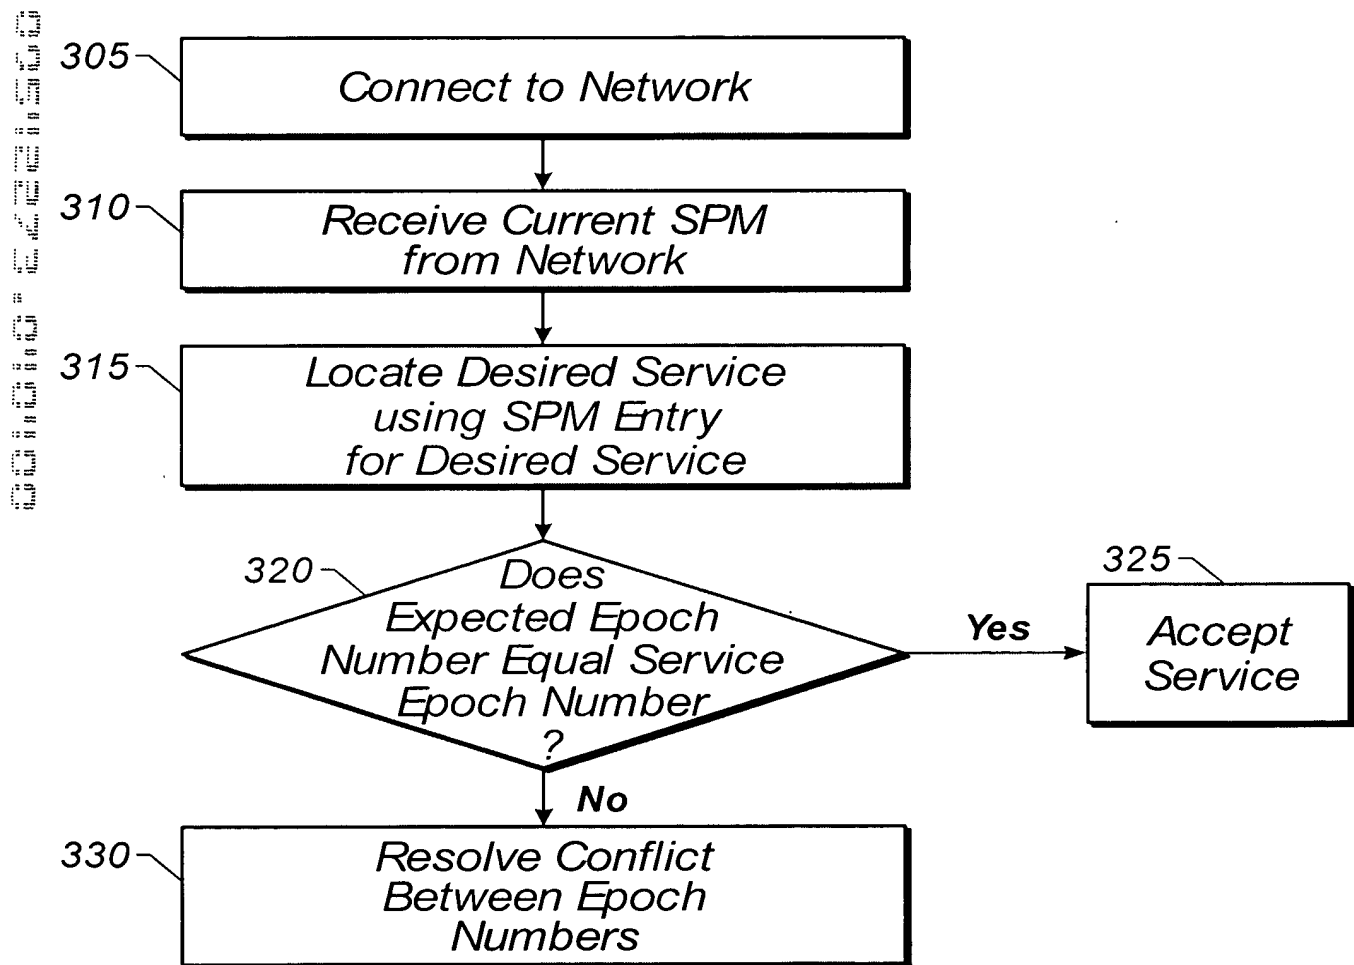 305
Connect to Network
310
Receive Current SPM
from Network
315
Locate Desired Service
using SPM Entry
for Desired Service
320
Does
Expected Epoch
Number Equal Service
Epoch Number
?
Yes
325
Accept
Service
No
330
Resolve Conflict
Between Epoch
Numbers